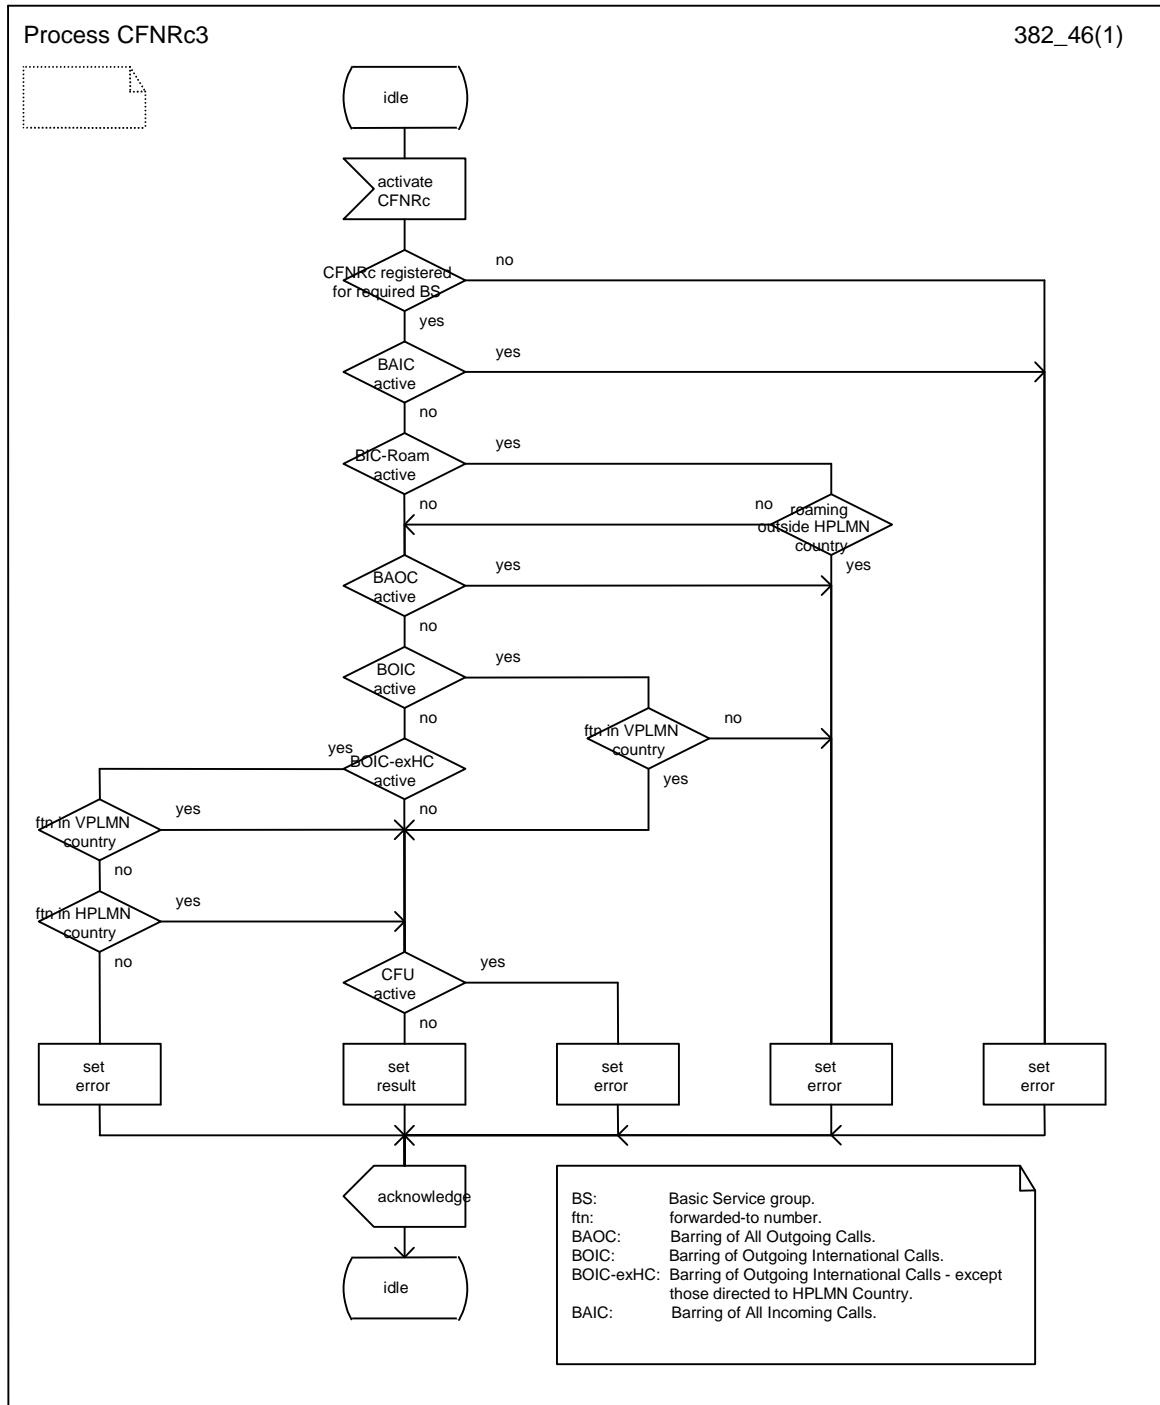 Process CFNRc3
382_46(1)
idle
activate
CFNRc
CFNRc registered
for required BS
no
yes
BAIC
active
yes
no
BIC-Roam
active
yes
no
no
roaming
outside HPLMN
country
yes
BAOC
active
yes
no
BOIC
active
yes
no
ftn in VPLMN
country
no
yes
yes
BOIC-exHC
active
no
ftn in VPLMN
country
yes
no
ftn in HPLMN
country
yes
no
CFU
active
yes
no
set
error
set
result
set
error
set
error
set
error
acknowledge
idle
BS: Basic Service group.
ftn: forwarded-to number.
BAOC: Barring of All Outgoing Calls.
BOIC: Barring of Outgoing International Calls.
BOIC-exHC: Barring of Outgoing International Calls - except
those directed to HPLMN Country.
BAIC: Barring of All Incoming Calls.